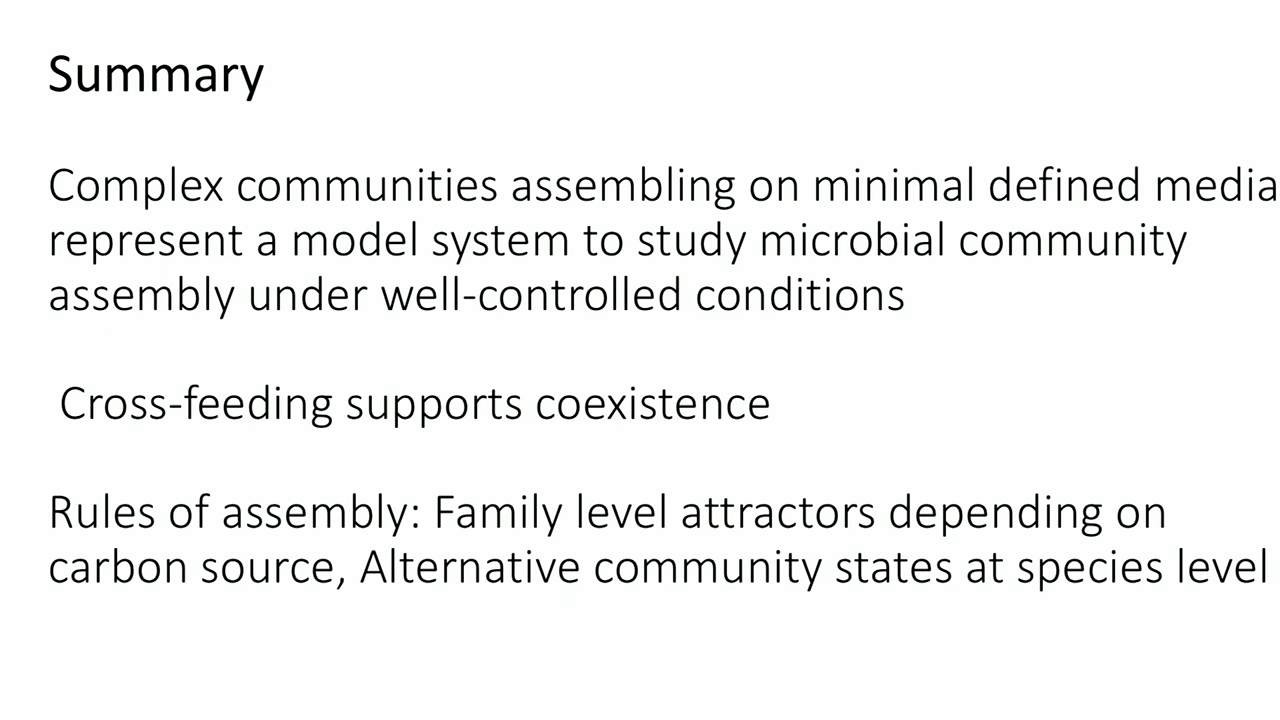 Summary
Complex communities assembling on minimal defined media
represent a model system to study microbial community
assembly under well-controlled conditions
Cross-feeding supports coexistence
Rules of assembly: Family level attractors depending on
carbon source, Alternative community states at species level